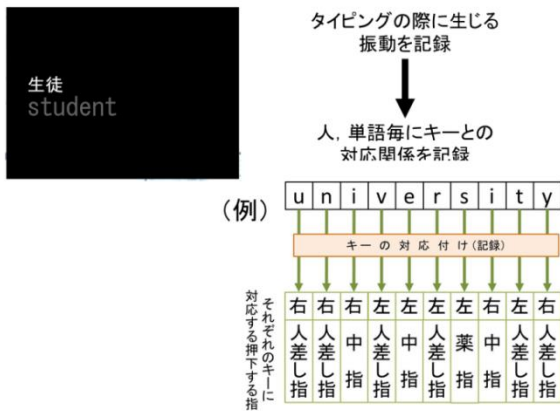 生徒
student
タイピングの際に生じる
振動を記録
人，単語毎にキーとの
対応関係を記録
（例）
u n i v e r s i t y
キーの対応付け(記録)
それぞれのキーに
対応する押下する指
右 右 右 左 左 左 左 右 左 右
人差し指 人差し指 中指 人差し指 中指 人差し指 薬指 中指 人差し指 人差し指